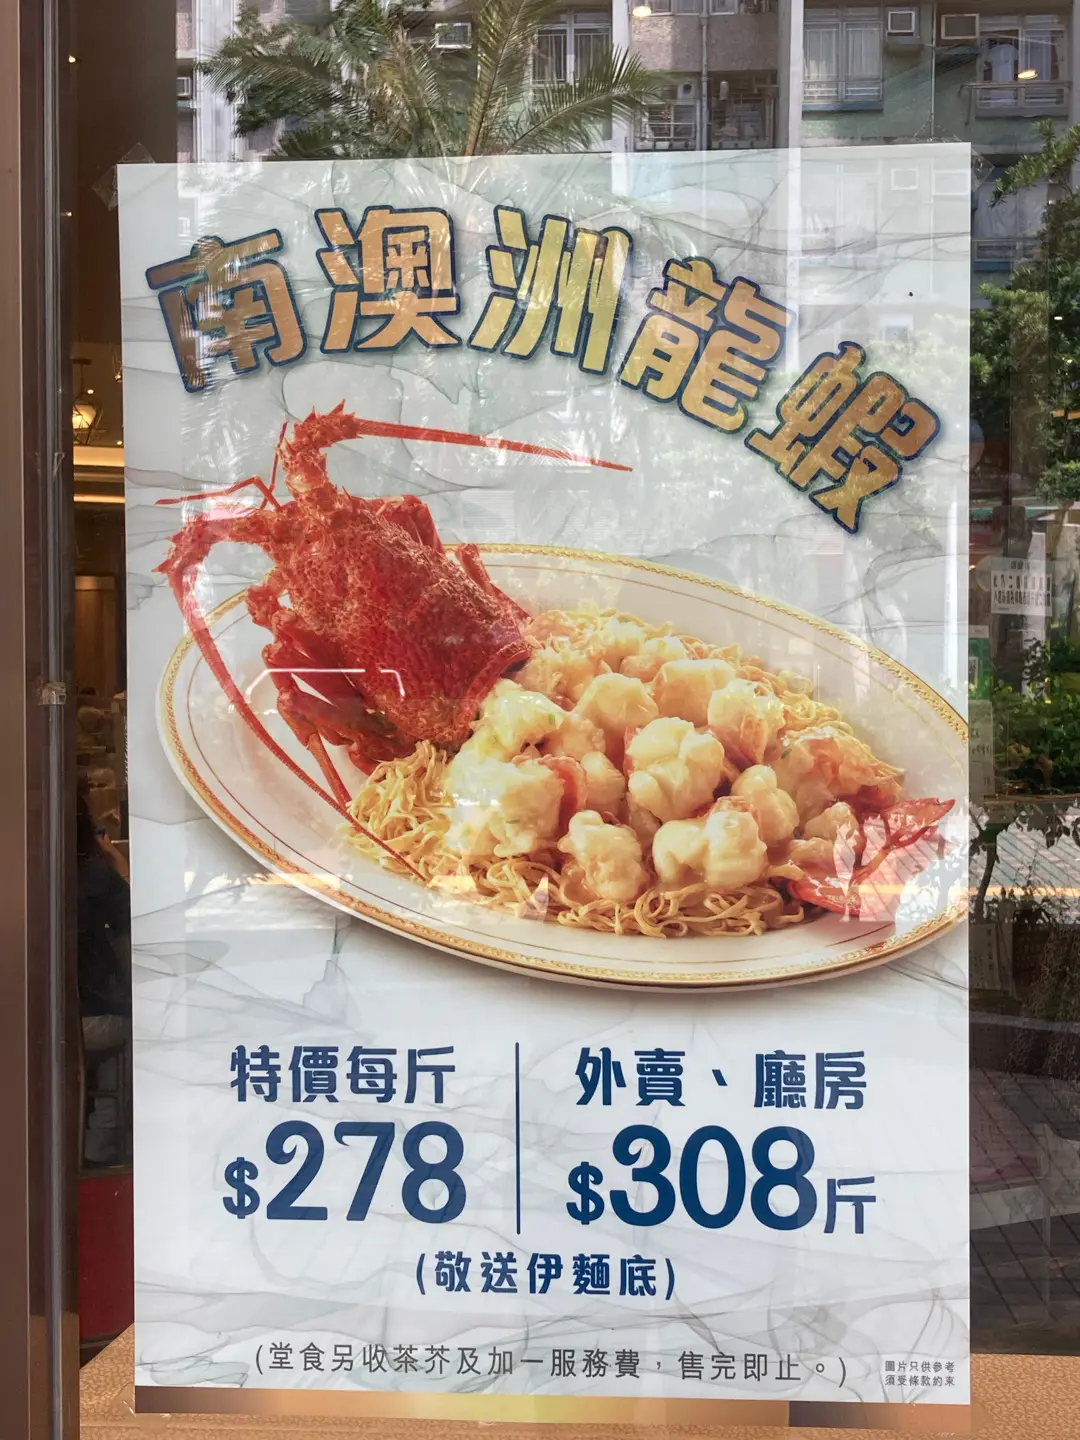 南澳洲龍蝦
特價每斤
$278
外賣、廳房
$308斤
(敬送伊麵底)
(堂食另收茶芥及加一服務費，售完即止。)
圖片只供參考
須受條款約束